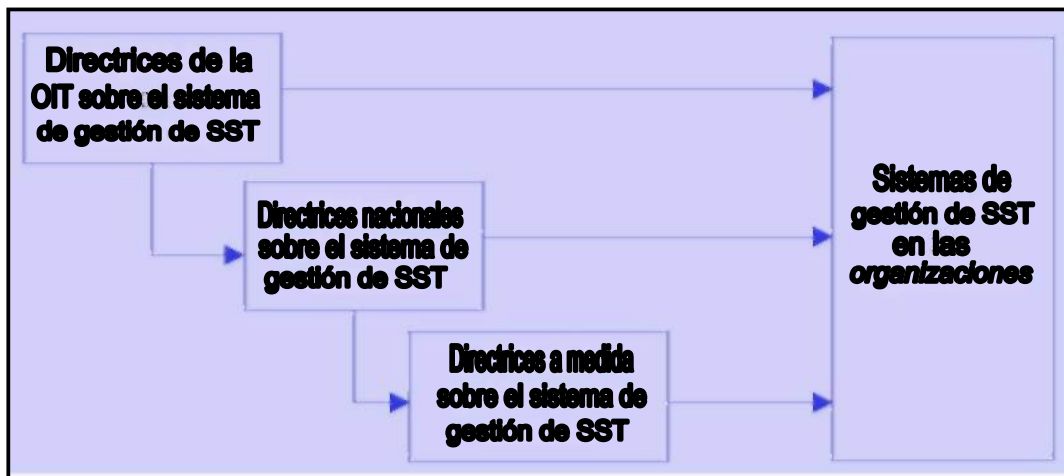 Directrices de la
OIT sobre el sistema
de gestión de SST
Directrices nacionales
sobre el sistema de
gestión de SST
Directrices a medida
sobre el sistema de
gestión de SST
Sistemas de
gestión de SST
en las
organizaciones